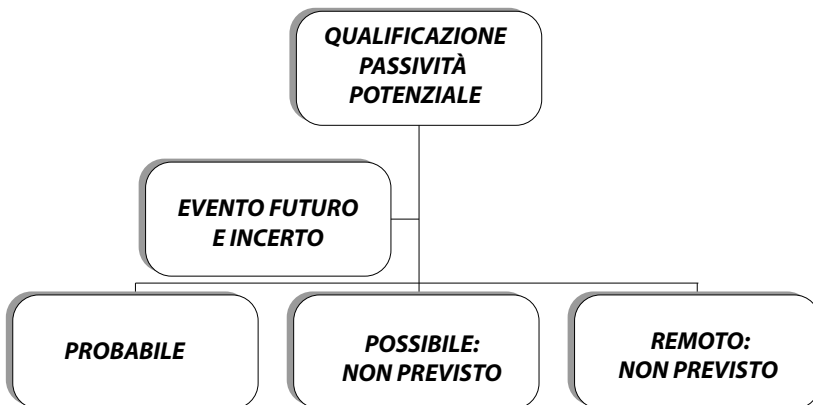 QUALIFICAZIONE
PASSIVITÀ
POTENZIALE
EVENTO FUTURO
E INCERTO
PROBABILE
POSSIBILE:
NON PREVISTO
REMOTO:
NON PREVISTO